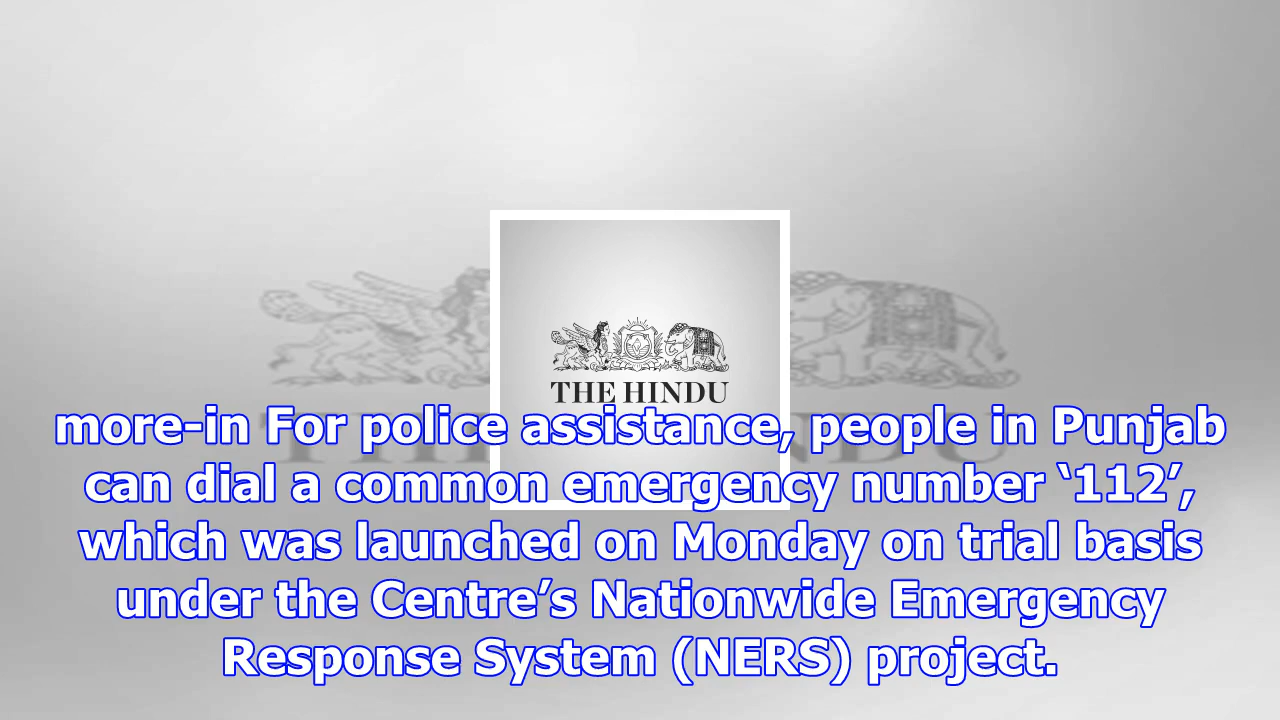 THE HINDU
more-in For police assistance, people in Punjab
can dial a common emergency number ‘112’,
which was launched on Monday on trial basis
under the Centre’s Nationwide Emergency
Response System (NERS) project.